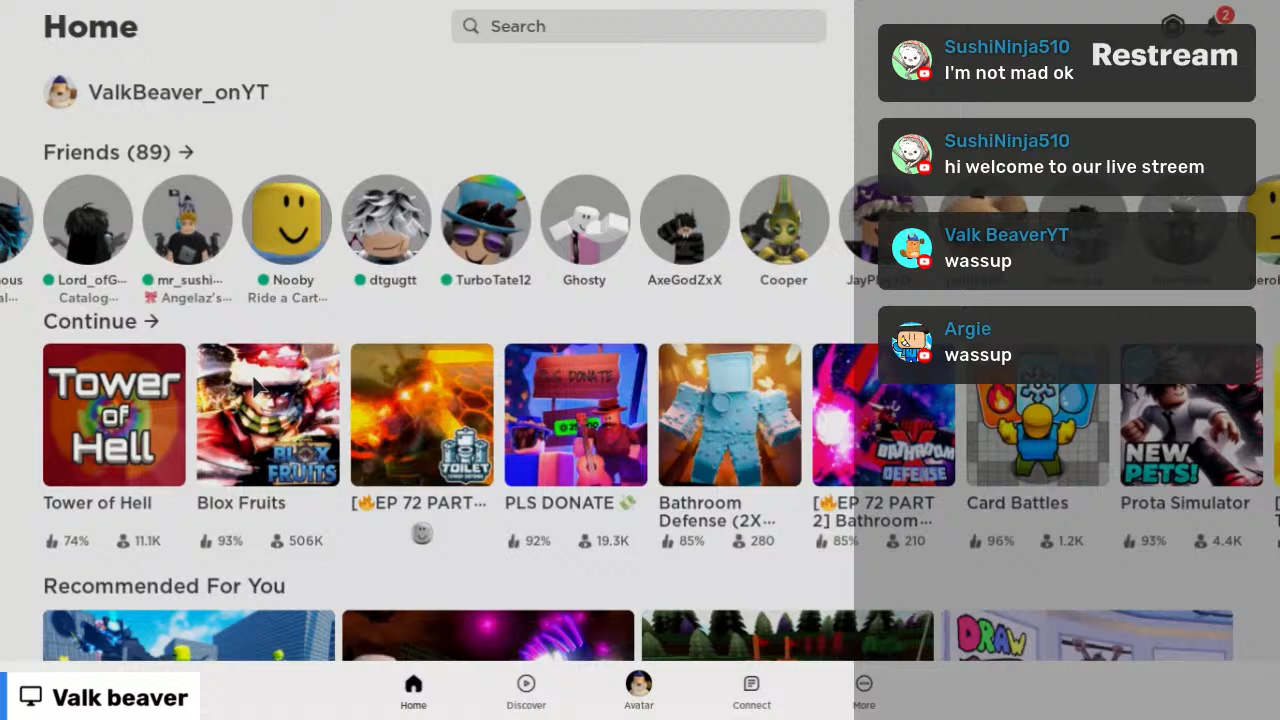 Home
Search
2
ValkBeaver_onYT
Friends (89) →
Lord_ofG...
Catalog...
mr_sushi...
Angelaz's...
Nooby
Ride a Cart...
dtgugtt
TurboTate12
Ghosty
AxeGodZxX
Cooper
Continue →
TOWER OF HELL
BLOX FRUITS
TOILET
DONATE
BATHROOM DEFENSE
NEW PETS!
Tower of Hell
Blox Fruits
[🔥EP 72 PART...
PLS DONATE 💸
Bathroom
Defense (2X...
[🔥EP 72 PART
2] Bathroom...
Card Battles
Prota Simulator
74% 11.1K
93% 506K
92% 19.3K
85% 280
85% 210
96% 1.2K
93% 4.4K
Recommended For You
DRAW
Home
Discover
Avatar
Connect
More
Valk beaver
Restream
SushiNinja510
I'm not mad ok
SushiNinja510
hi welcome to our live streem
Valk BeaverYT
wassup
Argie
wassup